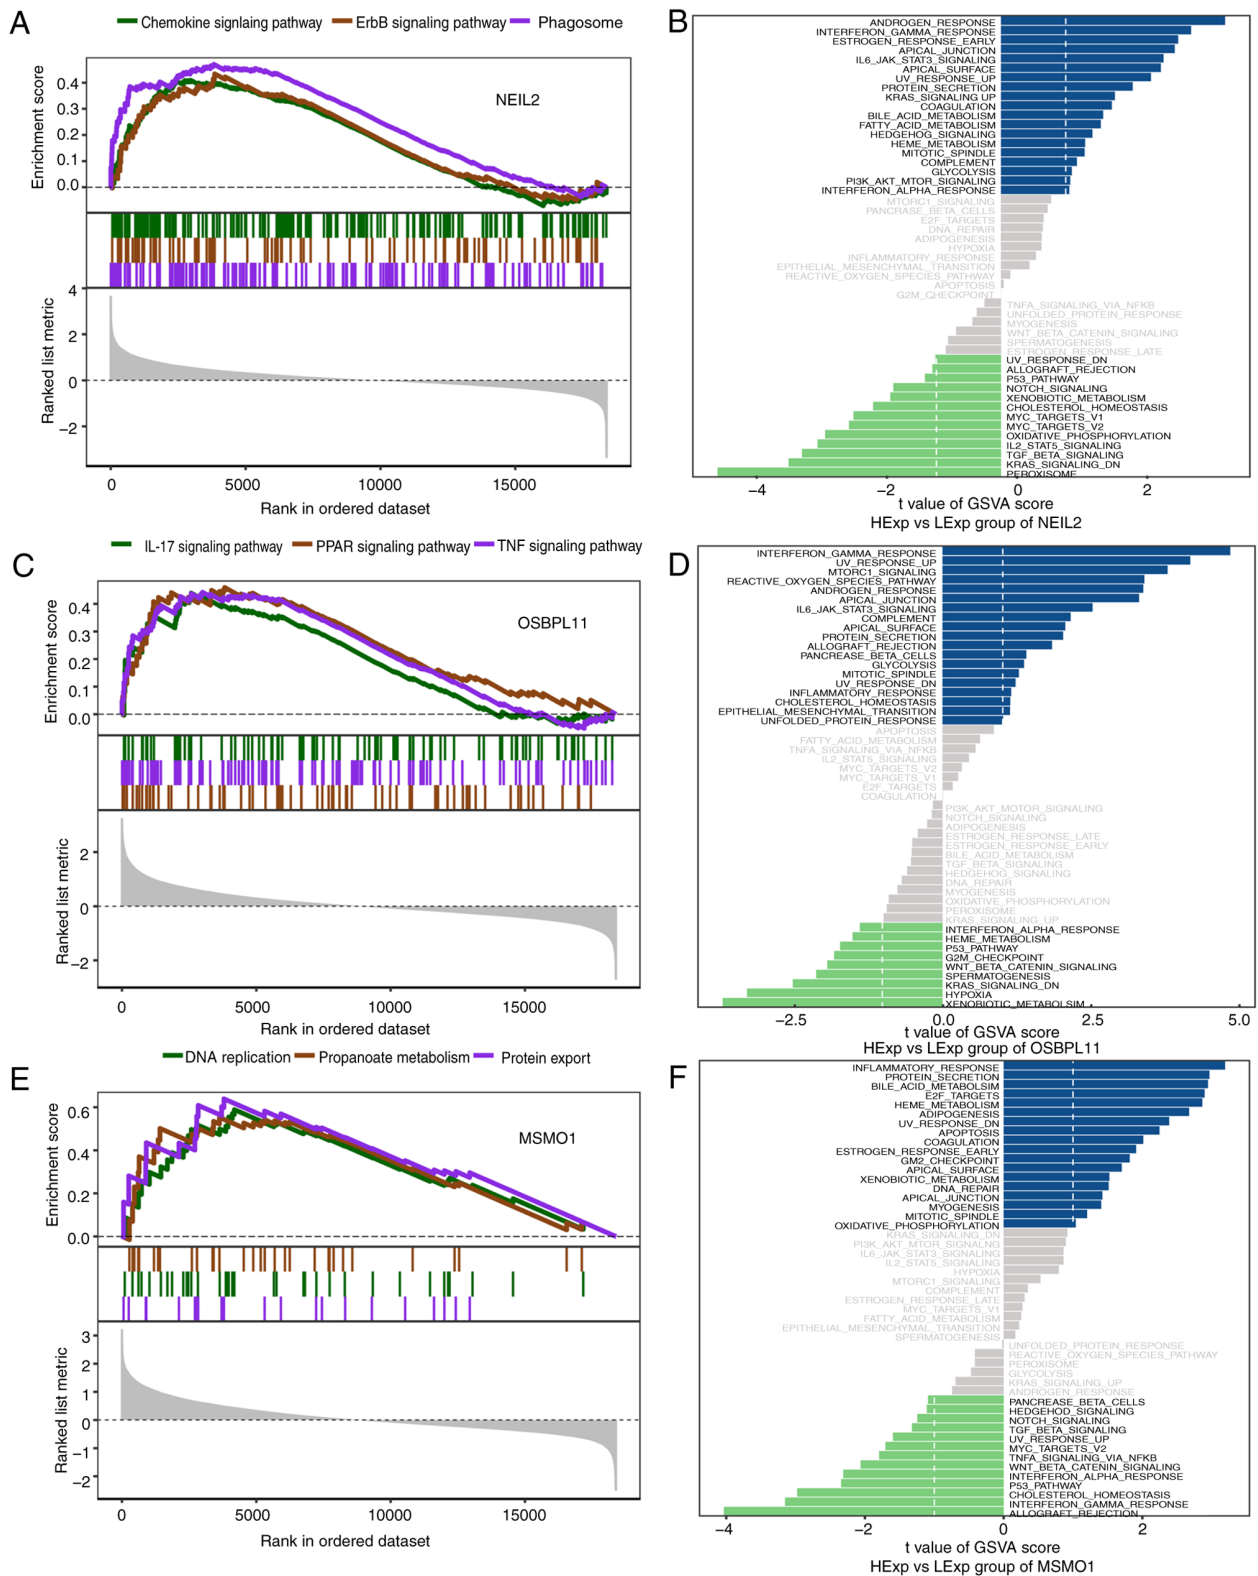 A
Chemokine signlaing pathway
ErbB signaling pathway
Phagosome
NEIL2
Enrichment score
0.4
0.3
0.2
0.1
0.0
Ranked list metric
4
2
0
−2
0
5000
10000
15000
Rank in ordered dataset
B
ANDROGEN_RESPONSE
INTERFERON_GAMMA_RESPONSE
ESTROGEN_RESPONSE_EARLY
APICAL_JUNCTION
IL6_JAK_STAT3_SIGNALING
APICAL_SURFACE
UV_RESPONSE_UP
PROTEIN_SECRETION
KRAS_SIGNALING UP
COAGULATION
BILE_ACID_METABOLISM
FATTY_ACID_METABOLISM
HEDGEHOG_SIGNALING
HEME_METABOLISM
MITOTIC_SPINDLE
COMPLEMENT
GLYCOLYSIS
PI3K_AKT_MTOR_SIGNALING
INTERFERON_ALPHA_RESPONSE
MTORC1_SIGNALING
PANCRASE_BETA_CELLS
E2F_TARGETS
DNA_REPAIR
ADIPOGENESIS
HYPOXIA
INFLAMMATORY_RESPONSE
EPITHELIAL_MESENCHYMAL_TRANSITION
REACTIVE_OXYGEN_SPECIES_PATHWAY
APOPTOSIS
G2M_CHECKPOINT
TNFA_SIGNALING_VIA_NFKB
UNFOLDED_PROTEIN_RESPONSE
MYOGENESIS
WNT_BETA_CATENIN_SIGNALING
SPERMATOGENESIS
ESTROGEN_RESPONSE_LATE
UV_RESPONSE_DN
ALLOGRAFT_REJECTION
P53_PATHWAY
NOTCH_SIGNALING
XENOBIOTIC_METABOLISM
CHOLESTEROL_HOMEOSTASIS
MYC_TARGETS_V1
MYC_TARGETS_V2
OXIDATIVE_PHOSPHORYLATION
IL2_STAT5_SIGNALING
TGF_BETA_SIGNALING
KRAS_SIGNALING_DN
PEROXISOME
−4
−2
0
2
t value of GSVA score
HExp vs LExp group of NEIL2
C
IL-17 signaling pathway
PPAR signaling pathway
TNF signaling pathway
OSBPL11
Enrichment score
0.4
0.3
0.2
0.1
0.0
Ranked list metric
2
0
−2
0
5000
10000
15000
Rank in ordered dataset
D
INTERFERON_GAMMA_RESPONSE
UV_RESPONSE_UP
MTORC1_SIGNALING
REACTIVE_OXYGEN_SPECIES_PATHWAY
ANDROGEN_RESPONSE
APICAL_JUNCTION
IL6_JAK_STAT3_SIGNALING
COMPLEMENT
APICAL_SURFACE
PROTEIN_SECRETION
ALLOGRAFT_REJECTION
PANCREASE_BETA_CELLS
GLYCOLYSIS
MITOTIC_SPINDLE
UV_RESPONSE_DN
INFLAMMATORY_RESPONSE
CHOLESTEROL_HOMEOSTASIS
EPITHELIAL_MESENCHYMAL_TRANSITION
UNFOLDED_PROTEIN_RESPONSE
APOPTOSIS
FATTY_ACID_METABOLISM
TNFA_SIGNALING_VIA_NFKB
IL2_STAT5_SIGNALING
MYC_TARGETS_V2
MYC_TARGETS_V1
E2F_TARGETS
COAGULATION
PI3K_AKT_MOTOR_SIGNALING
NOTCH_SIGNALING
ADIPOGENESIS
ESTROGEN_RESPONSE_LATE
ESTROGEN_RESPONSE_EARLY
BILE_ACID_METABOLISM
TGF_BETA_SIGNALING
HEDGEHOG_SIGNALING
DNA_REPAIR
MYOGENESIS
OXIDATIVE_PHOSPHORYLATION
PEROXISOME
KRAS_SIGNALING_UP
INTERFERON_ALPHA_RESPONSE
HEME_METABOLISM
P53_PATHWAY
G2M_CHECKPOINT
WNT_BETA_CATENIN_SIGNALING
SPERMATOGENESIS
KRAS_SIGNALING_DN
HYPOXIA
XENOBIOTIC_METABOLSIM
−2.5
0.0
2.5
5.0
t value of GSVA score
HExp vs LExp group of OSBPL11
E
DNA replication
Propanoate metabolism
Protein export
MSMO1
Enrichment score
0.6
0.4
0.2
0.0
Ranked list metric
3
2
1
0
−1
−2
0
5000
10000
15000
Rank in ordered dataset
F
INFLAMMATORY_RESPONSE
PROTEIN_SECRETION
BILE_ACID_METABOLSIM
E2F_TARGETS
HEME_METABOLISM
ADIPOGENESIS
UV_RESPONSE_DN
APOPTOSIS
COAGULATION
ESTROGEN_RESPONSE_EARLY
GM2_CHECKPOINT
APICAL_SURFACE
XENOBIOTIC_METABOLISM
DNA_REPAIR
APICAL_JUNCTION
MYOGENESIS
MITOTIC_SPINDLE
OXIDATIVE_PHOSPHORYLATION
KRAS_SIGNALING_DN
PI3K_AKT_MTOR_SIGNALNG
IL6_JAK_STAT3_SIGNALING
IL2_STAT5_SIGNALING
HYPOXIA
MTORC1_SIGNALING
COMPLEMENT
ESTROGEN_RESPONSE_LATE
MYC_TARGETS_V1
FATTY_ACID_METABOLISM
EPITHELIAL_MESENCHYMAL_TRANSITION
SPERMATOGENESIS
UNFOLDED_PROTEIN_RESPONSE
REACTIVE_OXYGEN_SPECIES_PATHWAY
PEROXISOME
GLYCOLYSIS
KRAS_SIGNALING_UP
ANDROGEN_RESPONSE
PANCREASE_BETA_CELLS
HEDGEHOD_SIGNALING
NOTCH_SIGNALING
TGF_BETA_SIGNALING
UV_RESPONSE_UP
MYC_TARGETS_V2
TNFA_SIGNALING_VIA_NFKB
WNT_BETA_CATENIN_SIGNALING
INTERFERON_ALPHA_RESPONSE
P53_PATHWAY
CHOLESTEROL_HOMEOSTASIS
INTERFERON_GAMMA_RESPONSE
ALLOGRAFT_REJECTION
−4
−2
0
2
t value of GSVA score
HExp vs LExp group of MSMO1